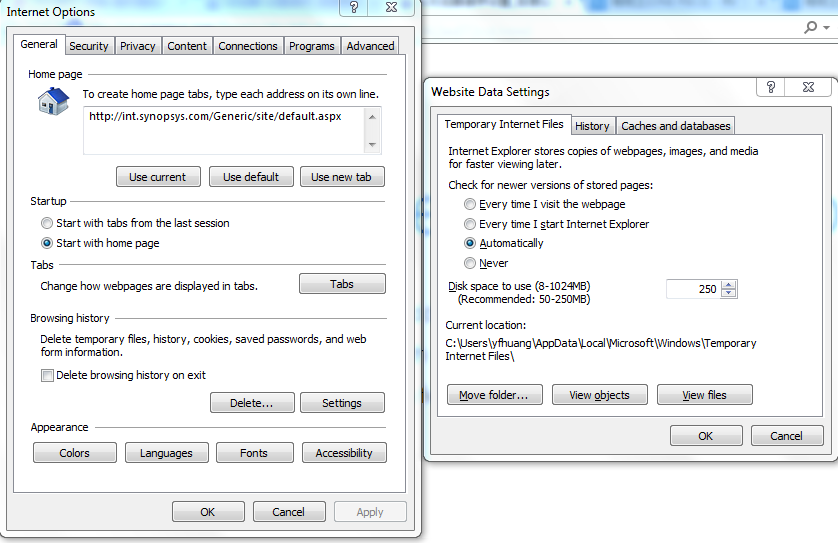 Internet Options
General Security Privacy Content Connections Programs Advanced
Home page
To create home page tabs, type each address on its own line.
http://int.synopsys.com/Generic/site/default.aspx
Use current Use default Use new tab
Startup
Start with tabs from the last session
Start with home page
Tabs
Change how webpages are displayed in tabs. Tabs
Browsing history
Delete temporary files, history, cookies, saved passwords, and web
form information.
Delete browsing history on exit
Delete... Settings
Appearance
Colors Languages Fonts Accessibility
OK Cancel Apply
Website Data Settings
Temporary Internet Files History Caches and databases
Internet Explorer stores copies of webpages, images, and media
for faster viewing later.
Check for newer versions of stored pages:
Every time I visit the webpage
Every time I start Internet Explorer
Automatically
Never
Disk space to use (8-1024MB) 250
(Recommended: 50-250MB)
Current location:
C:\Users\yfhuang\AppData\Local\Microsoft\Windows\Temporary
Internet Files\
Move folder... View objects View files
OK Cancel